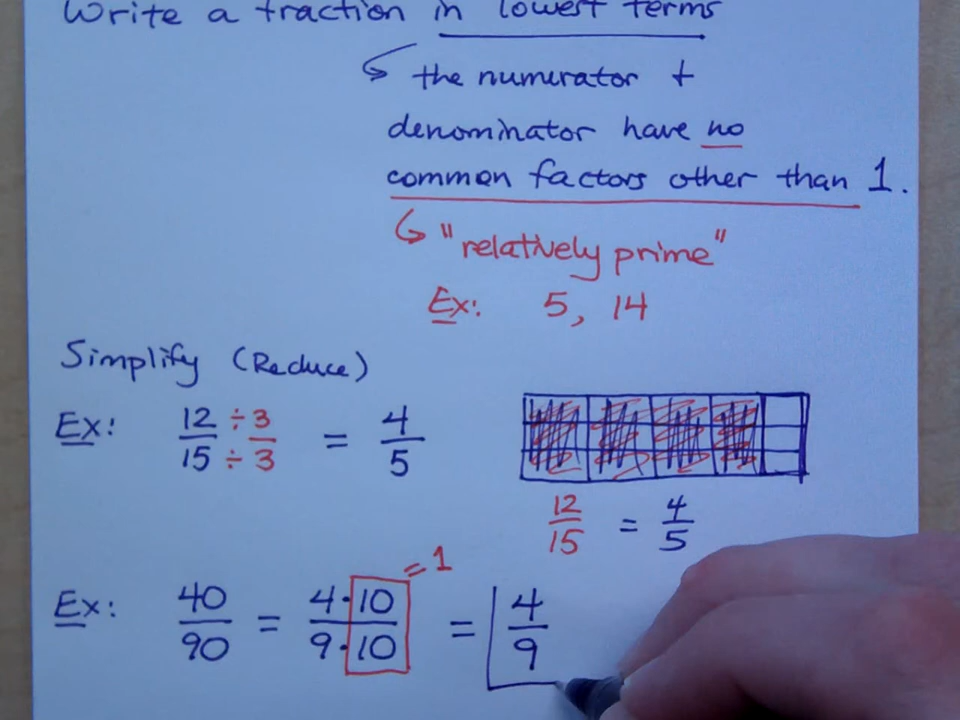 Write a fraction in lowest terms
the numerator +
denominator have no
common factors other than 1.
"relatively prime"
Ex: 5, 14
Simplify (Reduce)
Ex: 12/15 ÷3/÷3 = 4/5
12/15 = 4/5
Ex: 40/90 = 4·10/9·10 = 4/9
= 1